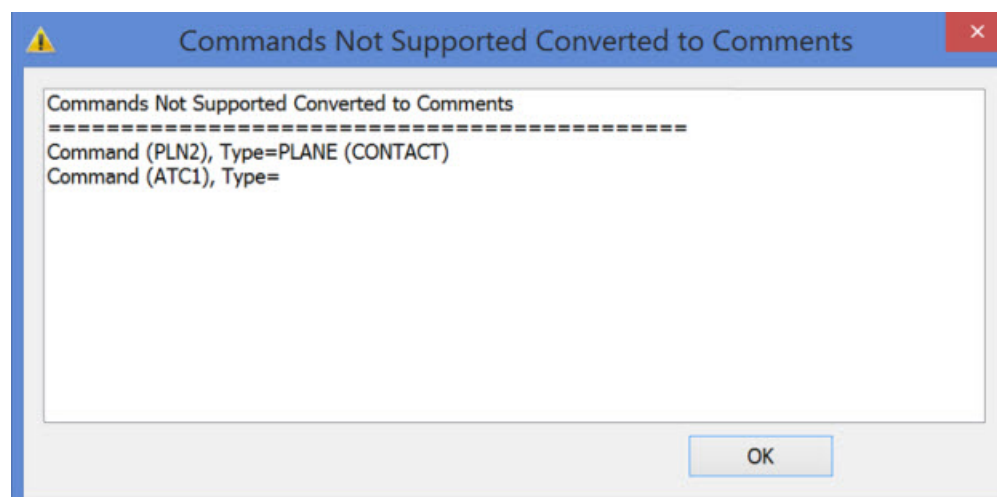 Commands Not Supported Converted to Comments
Commands Not Supported Converted to Comments
============================================
Command (PLN2), Type=PLANE (CONTACT)
Command (ATC1), Type=
OK